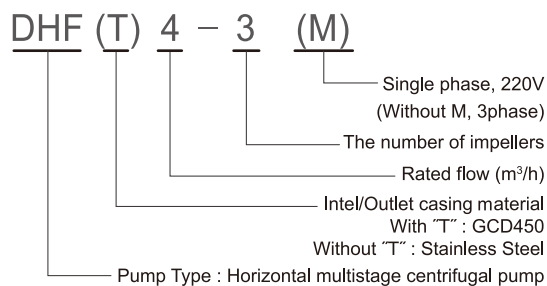 DHF (T) 4 - 3 (M)
Single phase, 220V
(Without M, 3phase)
The number of impellers
Rated flow (m³/h)
Intel/Outlet casing material
With ˝T˝ : GCD450
Without ˝T˝ : Stainless Steel
Pump Type : Horizontal multistage centrifugal pump